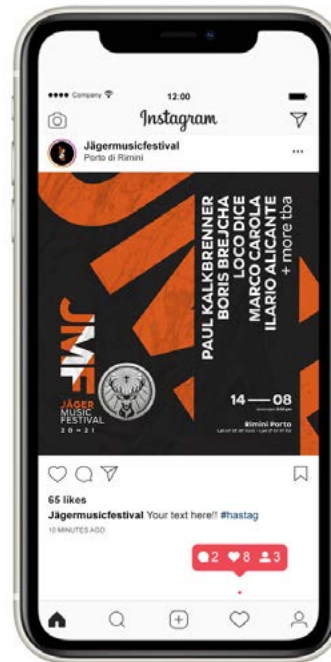 Company
12:00
Instagram
Jägermusicfestival
Porto di Rimini
PAUL KALKBRENNER
BORIS BREJCHA
LOCO DICE
MARCO CAROLA
ILARIO ALICANTE
+ more tba
JMF
JÄGER
MUSIC
FESTIVAL
20-21
14 — 08
Rimini Porto
65 likes
Jägermusicfestival Your text here!! #hastag
10 MINUTES AGO
2 8 3